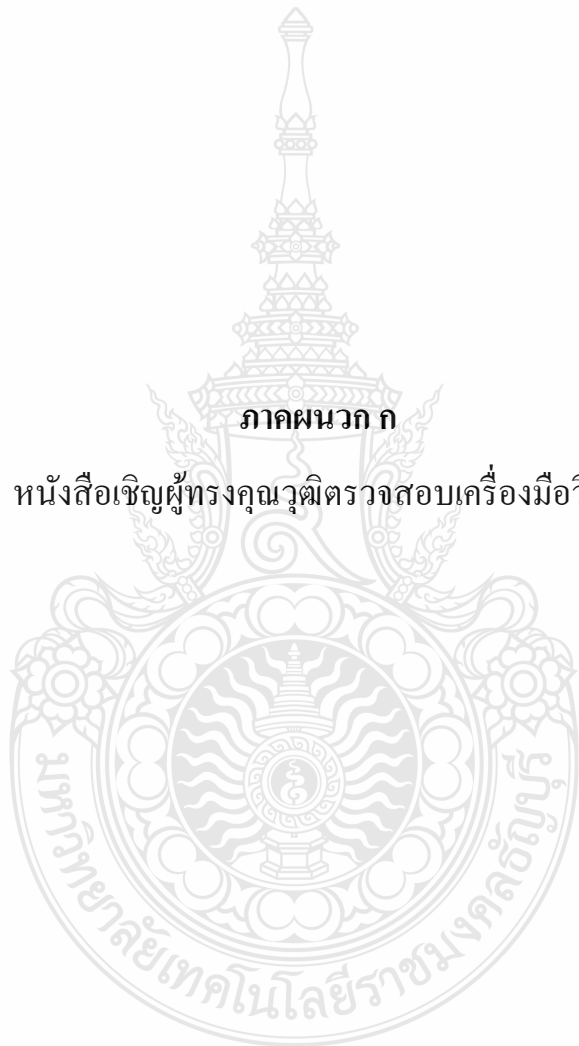 ภาคผนวก ก
หนังสือเชิญผู้ทรงคุณวุฒิตรวจสอบเครื่องมือ
มหาวิทยาลัยเทคโนโลยีราชมงคลธัญบุรี